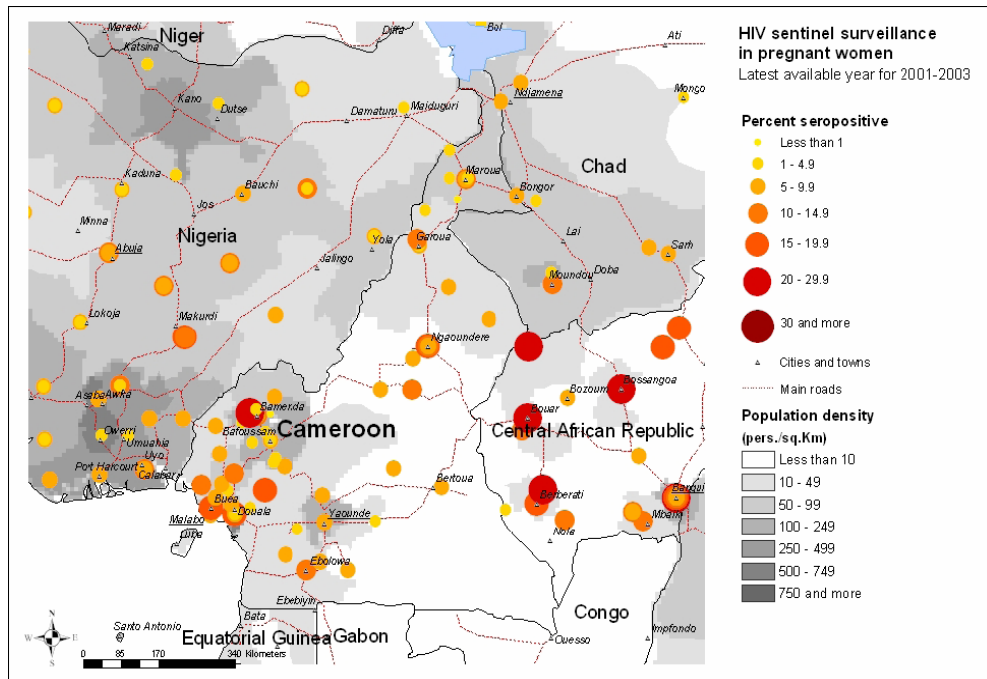 Maradi
Niger
Katsina
Diffa
Bol
Ati
Mongo
Kano
Dutse
Damaturu
Maiduguri
Ndjamena
Chad
Kaduna
Bauchi
Maroua
Bongor
Jos
Minna
Nigeria
Abuja
Yola
Garoua
Lai
Sarh
Jalingo
Moundou
Doba
Lokoja
Makurdi
Ngaoundere
Asaba
Awka
Bamenda
Bozoum
Bossangoa
Bouar
Owerri
Umuahia
Bafoussam
Cameroon
Central African Republic
Uyo
Port Harcourt
Calabar
Bertoua
Berberati
Bangui
Buea
Malabo
Douala
Yaounde
Mbaiki
Luba
Nola
Ebolowa
Ebebiyin
Congo
Bata
Santo Antonio
Equatorial Guinea
Gabon
Ouesso
Impfondo
N
W E
S
0 85 170 340 Kilometers
HIV sentinel surveillance
in pregnant women
Latest available year for 2001-2003
Percent seropositive
Less than 1
1 - 4.9
5 - 9.9
10 - 14.9
15 - 19.9
20 - 29.9
30 and more
Cities and towns
Main roads
Population density
(pers./sq.Km)
Less than 10
10 - 49
50 - 99
100 - 249
250 - 499
500 - 749
750 and more